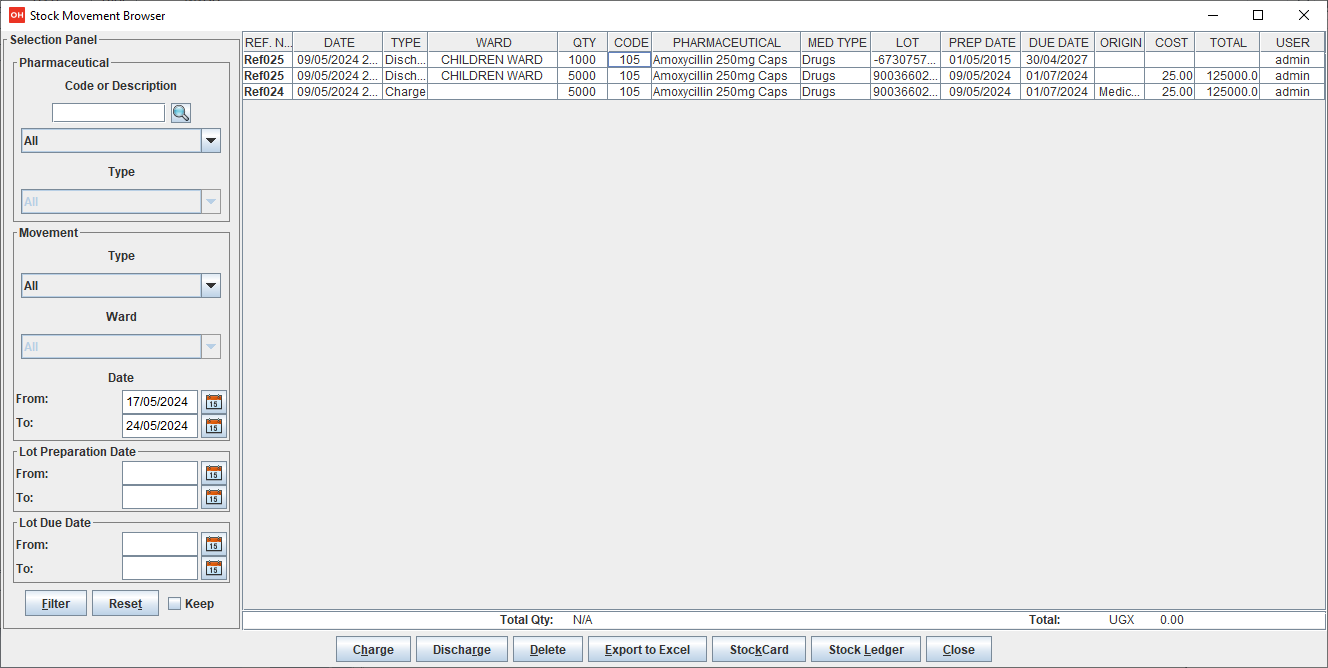 OH Stock Movement Browser
Selection Panel
Pharmaceutical
Code or Description
All
Type
All
Movement
Type
All
Ward
All
Date
From: 17/05/2024 15
To: 24/05/2024 15
Lot Preparation Date
From: 15
To: 15
Lot Due Date
From: 15
To: 15
Filter Reset Keep
REF. N... DATE TYPE WARD QTY CODE PHARMACEUTICAL MED TYPE LOT PREP DATE DUE DATE ORIGIN COST TOTAL USER
Ref025 09/05/2024 2... Disch... CHILDREN WARD 1000 105 Amoxycillin 250mg Caps Drugs -6730757... 01/05/2015 30/04/2027 admin
Ref025 09/05/2024 2... Disch... CHILDREN WARD 5000 105 Amoxycillin 250mg Caps Drugs 90036602... 09/05/2024 01/07/2024 25.00 125000.0 admin
Ref024 09/05/2024 2... Charge 5000 105 Amoxycillin 250mg Caps Drugs 90036602... 09/05/2024 01/07/2024 Medic... 25.00 125000.0 admin
Total Qty: N/A Total: UGX 0.00
Charge Discharge Delete Export to Excel StockCard Stock Ledger Close